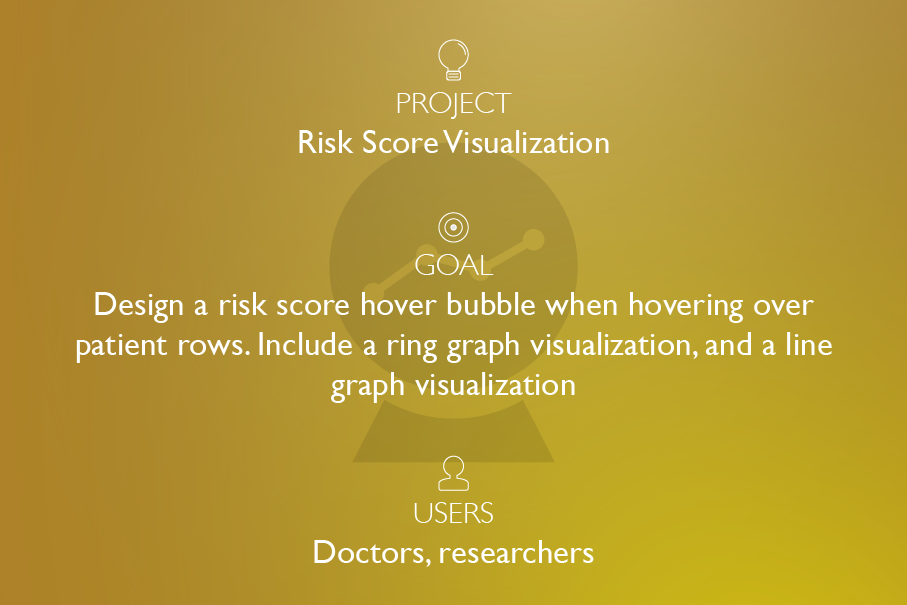 PROJECT
Risk Score Visualization
GOAL
Design a risk score hover bubble when hovering over
patient rows. Include a ring graph visualization, and a line
graph visualization
USERS
Doctors, researchers